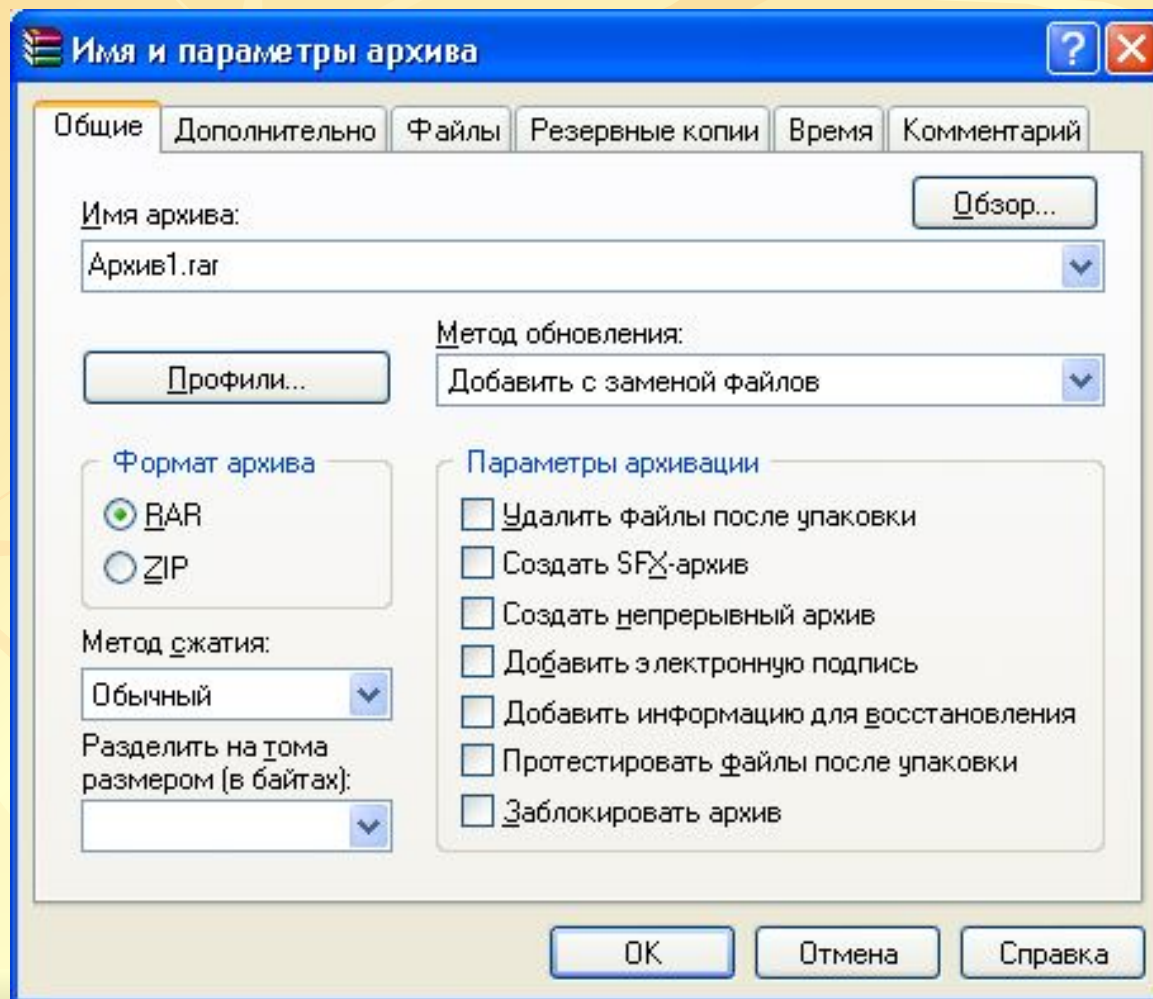 Имя и параметры архива
Общие Дополнительно Файлы Резервные копии Время Комментарий
Обзор...
Имя архива:
Архив1.rar
Метод обновления:
Профили...
Добавить с заменой файлов
Формат архива
RAR
ZIP
Метод сжатия:
Обычный
Разделить на тома
размером (в байтах):
Параметры архивации
Удалить файлы после упаковки
Создать SFX-архив
Создать непрерывный архив
Добавить электронную подпись
Добавить информацию для восстановления
Протестировать файлы после упаковки
Заблокировать архив
OK Отмена Справка